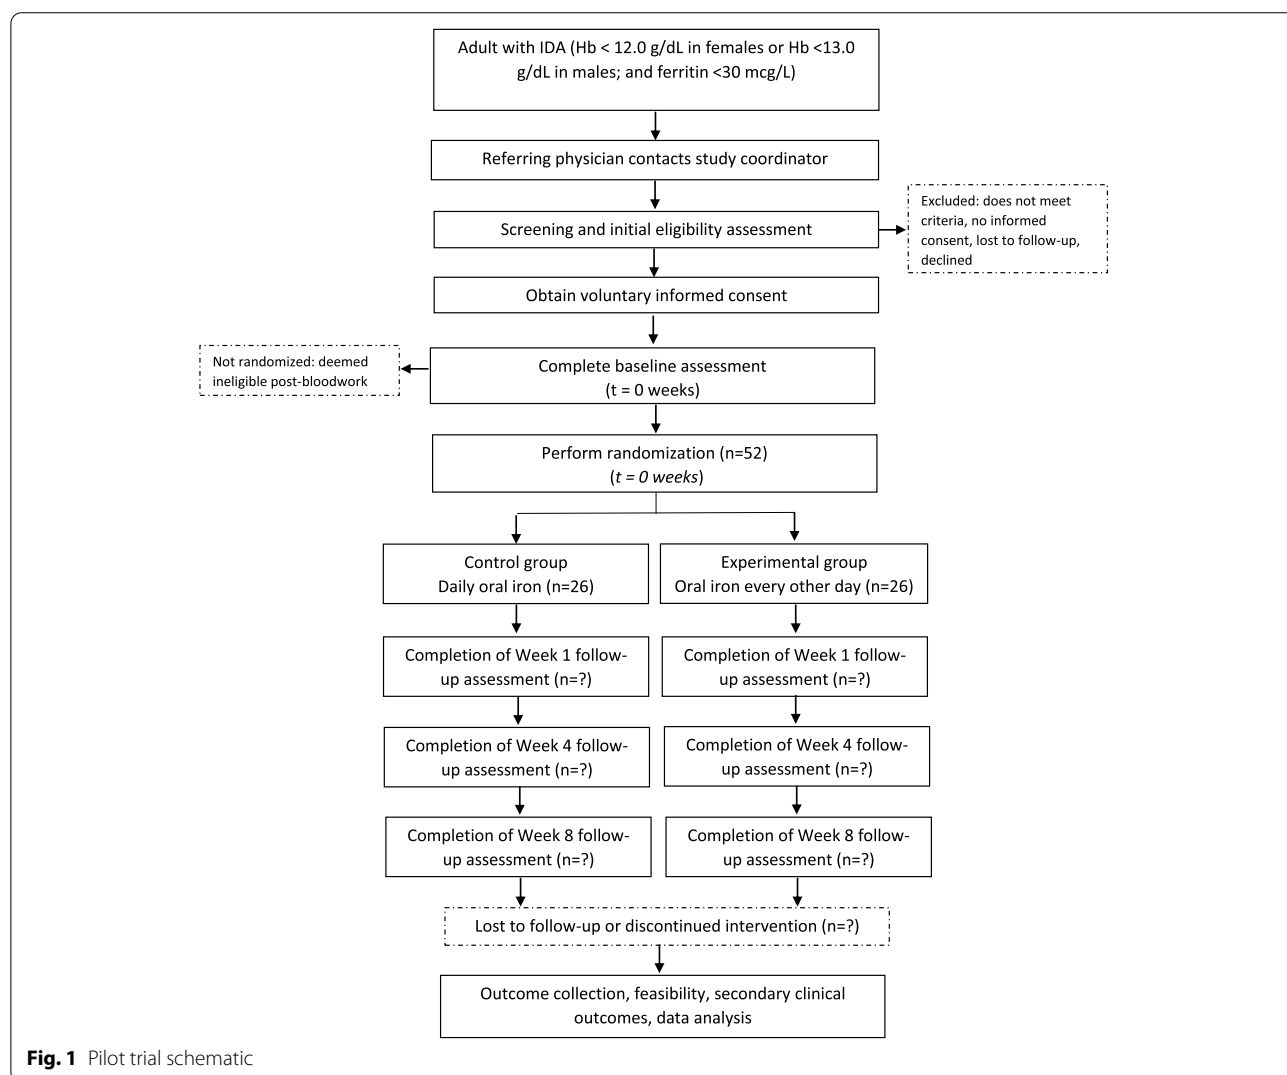 Adult with IDA (Hb < 12.0 g/dL in females or Hb <13.0
g/dL in males; and ferritin <30 mcg/L)
Referring physician contacts study coordinator
Screening and initial eligibility assessment
Excluded: does not meet
criteria, no informed
consent, lost to follow-up,
declined
Obtain voluntary informed consent
Not randomized: deemed
ineligible post-bloodwork
Complete baseline assessment
(t = 0 weeks)
Perform randomization (n=52)
(t = 0 weeks)
Control group
Daily oral iron (n=26)
Experimental group
Oral iron every other day (n=26)
Completion of Week 1 follow-
up assessment (n=?)
Completion of Week 1 follow-
up assessment (n=?)
Completion of Week 4 follow-
up assessment (n=?)
Completion of Week 4 follow-
up assessment (n=?)
Completion of Week 8 follow-
up assessment (n=?)
Completion of Week 8 follow-
up assessment (n=?)
Lost to follow-up or discontinued intervention (n=?)
Outcome collection, feasibility, secondary clinical
outcomes, data analysis
Fig. 1 Pilot trial schematic